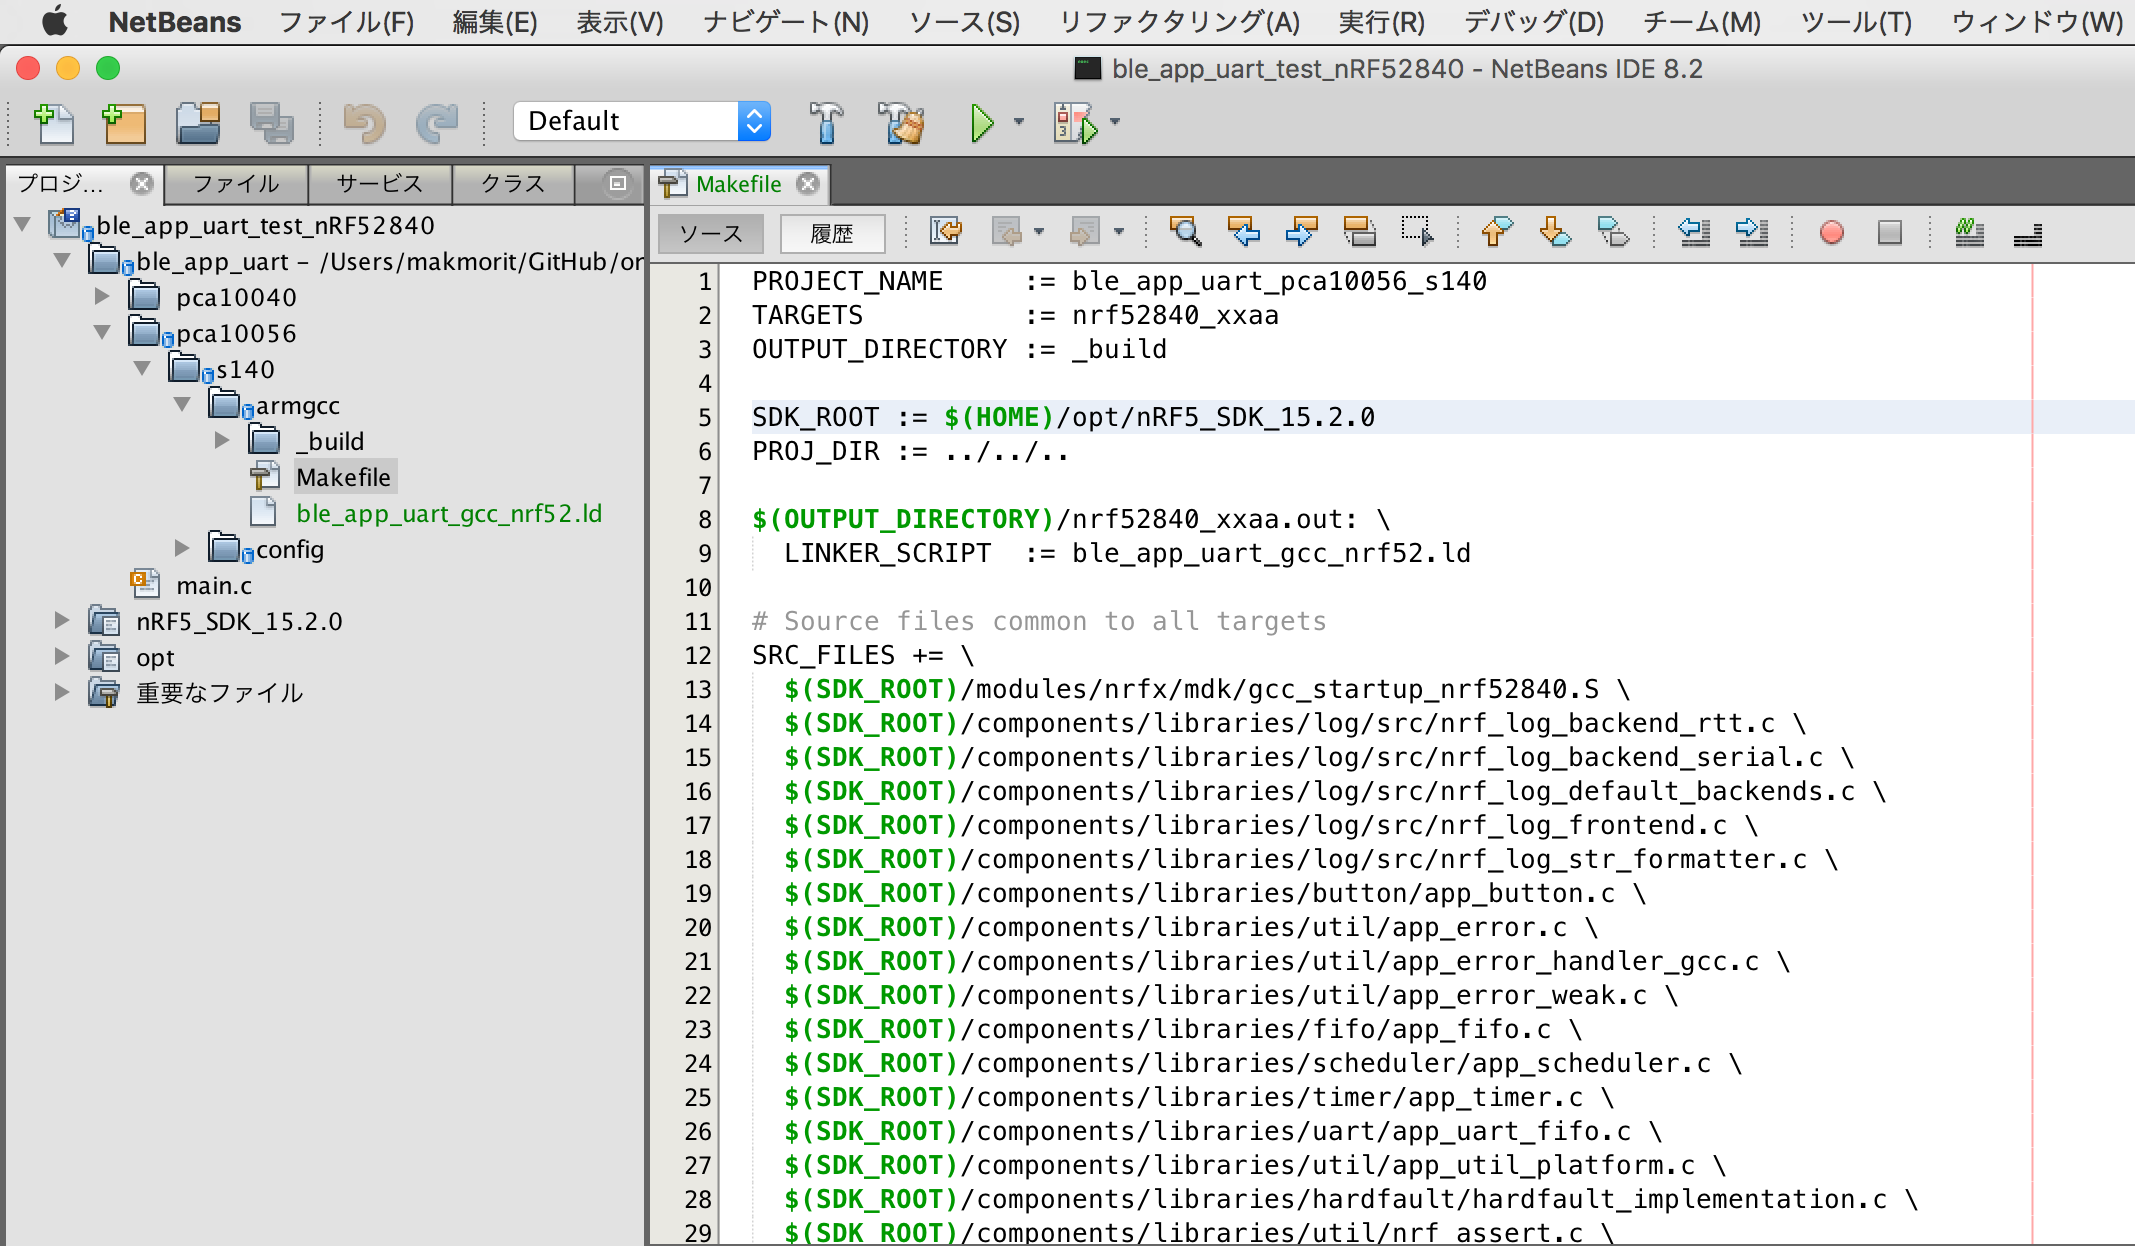 NetBeans ファイル(F) 編集(E) 表示(V) ナビゲート(N) ソース(S) リファクタリング(A) 実行(R) デバッグ(D) チーム(M) ツール(T) ウィンドウ(W)
ble_app_uart_test_nRF52840 - NetBeans IDE 8.2
Default
プロジ... ファイル サービス クラス
ble_app_uart_test_nRF52840
ble_app_uart – /Users/makmorit/GitHub/or
pca10040
pca10056
s140
armgcc
_build
Makefile
ble_app_uart_gcc_nrf52.ld
config
main.c
nRF5_SDK_15.2.0
opt
重要なファイル
Makefile
ソース 履歴
1 PROJECT_NAME     := ble_app_uart_pca10056_s140
2 TARGETS          := nrf52840_xxaa
3 OUTPUT_DIRECTORY := _build
4
5 SDK_ROOT := $(HOME)/opt/nRF5_SDK_15.2.0
6 PROJ_DIR := ../../..
7
8 $(OUTPUT_DIRECTORY)/nrf52840_xxaa.out: \
9   LINKER_SCRIPT  := ble_app_uart_gcc_nrf52.ld
10
11 # Source files common to all targets
12 SRC_FILES += \
13   $(SDK_ROOT)/modules/nrfx/mdk/gcc_startup_nrf52840.S \
14   $(SDK_ROOT)/components/libraries/log/src/nrf_log_backend_rtt.c \
15   $(SDK_ROOT)/components/libraries/log/src/nrf_log_backend_serial.c \
16   $(SDK_ROOT)/components/libraries/log/src/nrf_log_default_backends.c \
17   $(SDK_ROOT)/components/libraries/log/src/nrf_log_frontend.c \
18   $(SDK_ROOT)/components/libraries/log/src/nrf_log_str_formatter.c \
19   $(SDK_ROOT)/components/libraries/button/app_button.c \
20   $(SDK_ROOT)/components/libraries/util/app_error.c \
21   $(SDK_ROOT)/components/libraries/util/app_error_handler_gcc.c \
22   $(SDK_ROOT)/components/libraries/util/app_error_weak.c \
23   $(SDK_ROOT)/components/libraries/fifo/app_fifo.c \
24   $(SDK_ROOT)/components/libraries/scheduler/app_scheduler.c \
25   $(SDK_ROOT)/components/libraries/timer/app_timer.c \
26   $(SDK_ROOT)/components/libraries/uart/app_uart_fifo.c \
27   $(SDK_ROOT)/components/libraries/util/app_util_platform.c \
28   $(SDK_ROOT)/components/libraries/hardfault/hardfault_implementation.c \
29   $(SDK_ROOT)/components/libraries/util/nrf_assert.c \